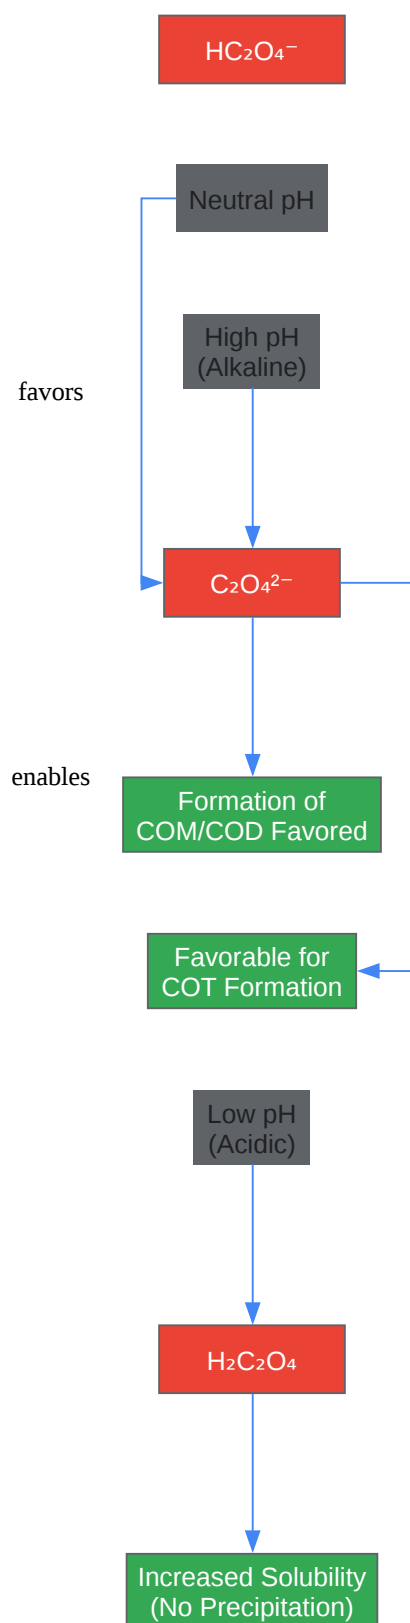 HC₂O₄⁻
Neutral pH
High pH
(Alkaline)
favors
C₂O₄²⁻
enables
Formation of
COM/COD Favored
Favorable for
COT Formation
Low pH
(Acidic)
H₂C₂O₄
Increased Solubility
(No Precipitation)